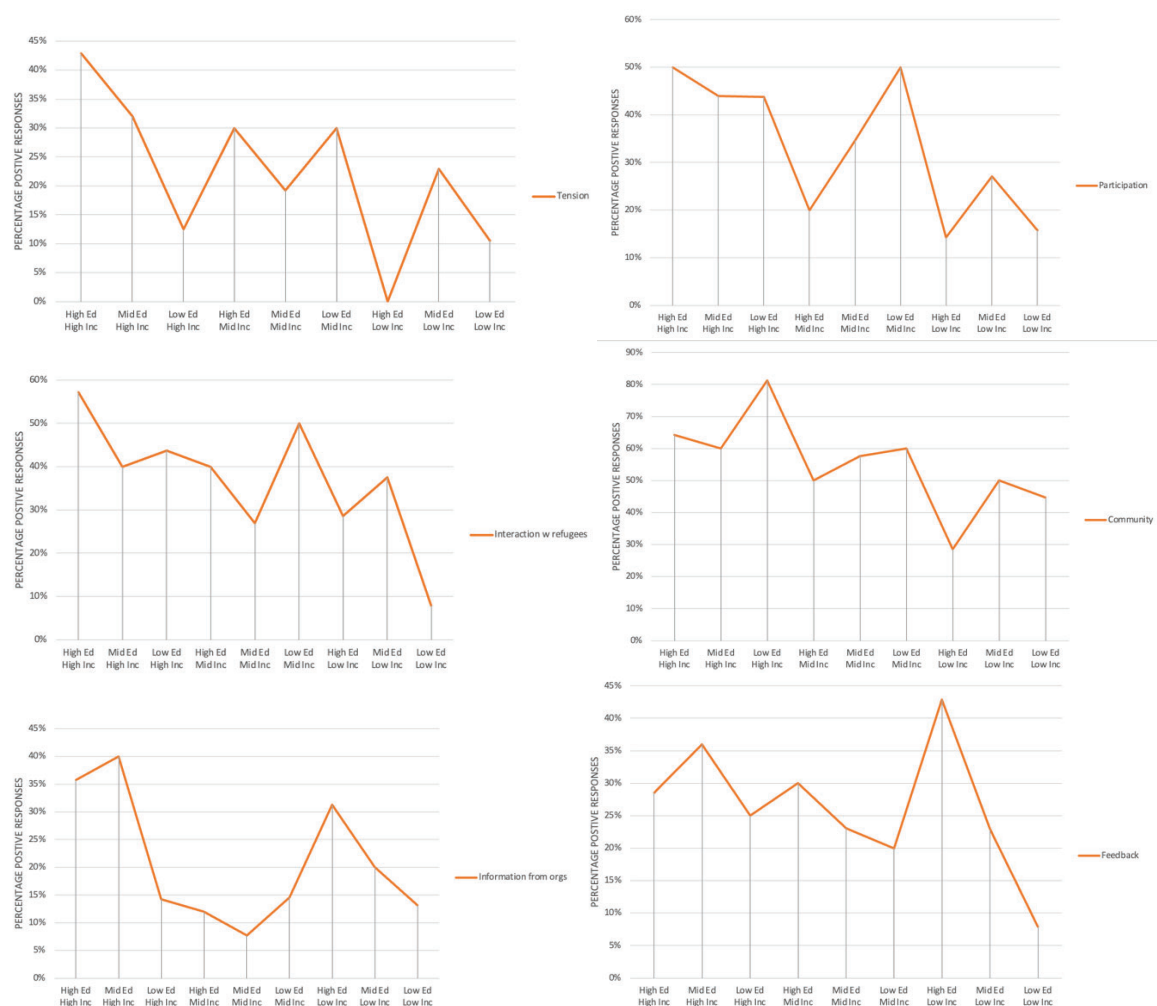 45%
40%
35%
30%
25%
20%
15%
10%
5%
0%
PERCENTAGE POSTIVE RESPONSES
High Ed Mid Ed Low Ed High Ed Mid Ed Low Ed High Ed Mid Ed Low Ed
High Inc High Inc High Inc Mid Inc Mid Inc Mid Inc Low Inc Low Inc Low Inc
Tension
60%
50%
40%
30%
20%
10%
0%
PERCENTAGE POSTIVE RESPONSES
High Ed Mid Ed Low Ed High Ed Mid Ed Low Ed High Ed Mid Ed Low Ed
High Inc High Inc High Inc Mid Inc Mid Inc Mid Inc Low Inc Low Inc Low Inc
Participation
60%
50%
40%
30%
20%
10%
0%
PERCENTAGE POSTIVE RESPONSES
High Ed Mid Ed Low Ed High Ed Mid Ed Low Ed High Ed Mid Ed Low Ed
High Inc High Inc High Inc Mid Inc Mid Inc Mid Inc Low Inc Low Inc Low Inc
Interaction w refugees
90%
80%
70%
60%
50%
40%
30%
20%
10%
0%
PERCENTAGE POSTIVE RESPONSES
High Ed Mid Ed Low Ed High Ed Mid Ed Low Ed High Ed Mid Ed Low Ed
High Inc High Inc High Inc Mid Inc Mid Inc Mid Inc Low Inc Low Inc Low Inc
Community
45%
40%
35%
30%
25%
20%
15%
10%
5%
0%
PERCENTAGE POSTIVE RESPONSES
High Ed Mid Ed Low Ed High Ed Mid Ed Low Ed High Ed Mid Ed Low Ed
High Inc High Inc High Inc Mid Inc Mid Inc Mid Inc Low Inc Low Inc Low Inc
Information from orgs
45%
40%
35%
30%
25%
20%
15%
10%
5%
0%
PERCENTAGE POSTIVE RESPONSES
High Ed Mid Ed Low Ed High Ed Mid Ed Low Ed High Ed Mid Ed Low Ed
High Inc High Inc High Inc Mid Inc Mid Inc Mid Inc Low Inc Low Inc Low Inc
Feedback